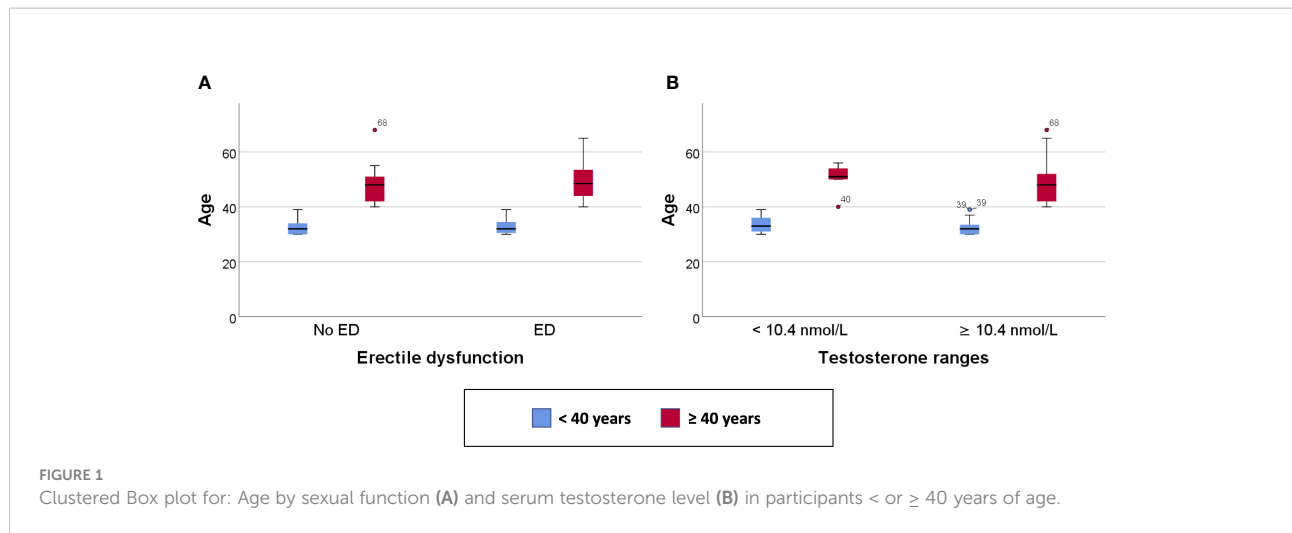 A
B
68
68
60
60
Age
Age
40
40
40
39 39
20
20
0
0
No ED
ED
< 10.4 nmol/L
≥ 10.4 nmol/L
Erectile dysfunction
Testosterone ranges
< 40 years
≥ 40 years
FIGURE 1
Clustered Box plot for: Age by sexual function (A) and serum testosterone level (B) in participants < or ≥ 40 years of age.